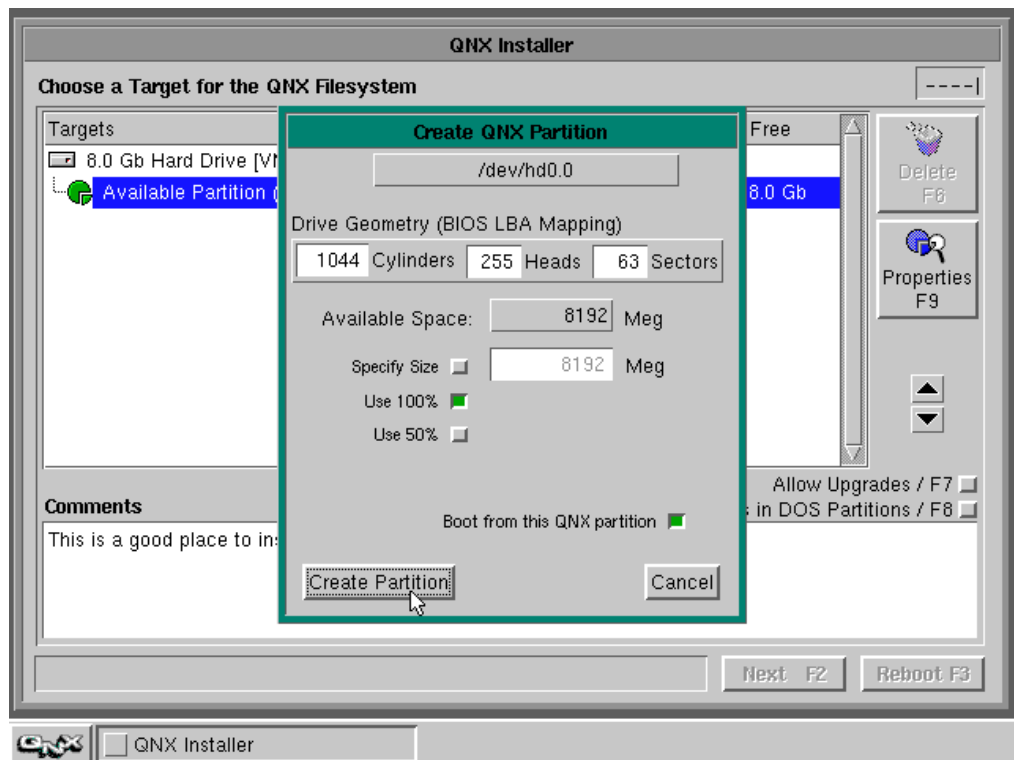 QNX Installer
Choose a Target for the QNX Filesystem
----|
Targets
Free
8.0 Gb Hard Drive [V
Available Partition (
8.0 Gb
Delete
F6
Properties
F9
Create QNX Partition
/dev/hd0.0
Drive Geometry (BIOS LBA Mapping)
1044 Cylinders 255 Heads 63 Sectors
Available Space: 8192 Meg
Specify Size 8192 Meg
Use 100%
Use 50%
Boot from this QNX partition
Create Partition Cancel
Allow Upgrades / F7
in DOS Partitions / F8
Comments
This is a good place to in
Next F2 Reboot F3
QNX QNX Installer